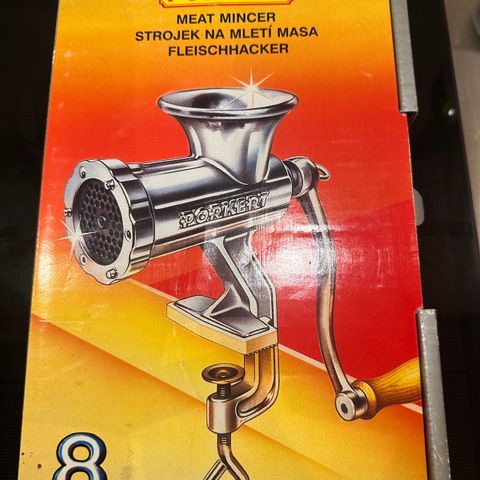 MEAT MINCER
STROJEK NA MLETÍ MASA
FLEISCHHACKER
PORKERT
8